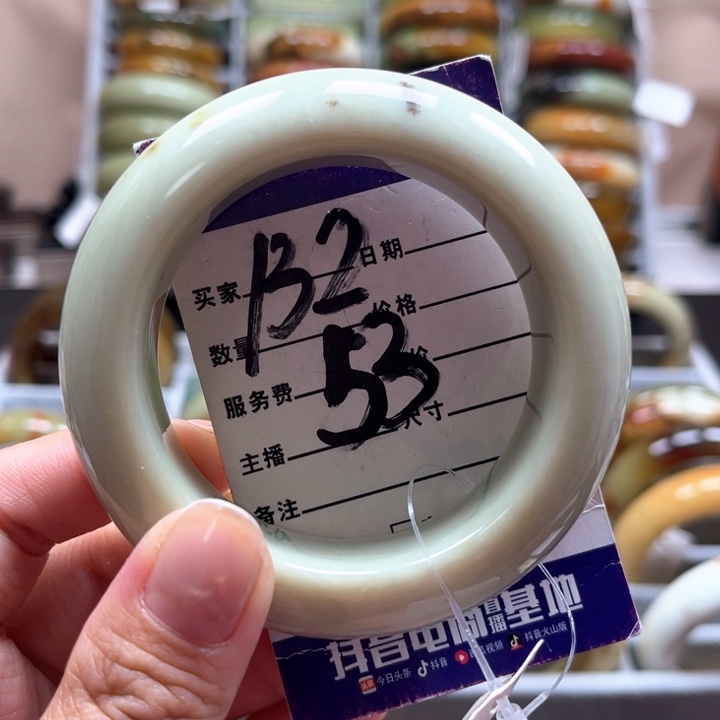 买家 B2 日期
数量 价格
服务费 53 价
主播 尺寸
备注
抖音电商直播基地
今日头条 抖音 西瓜视频 抖音火山版